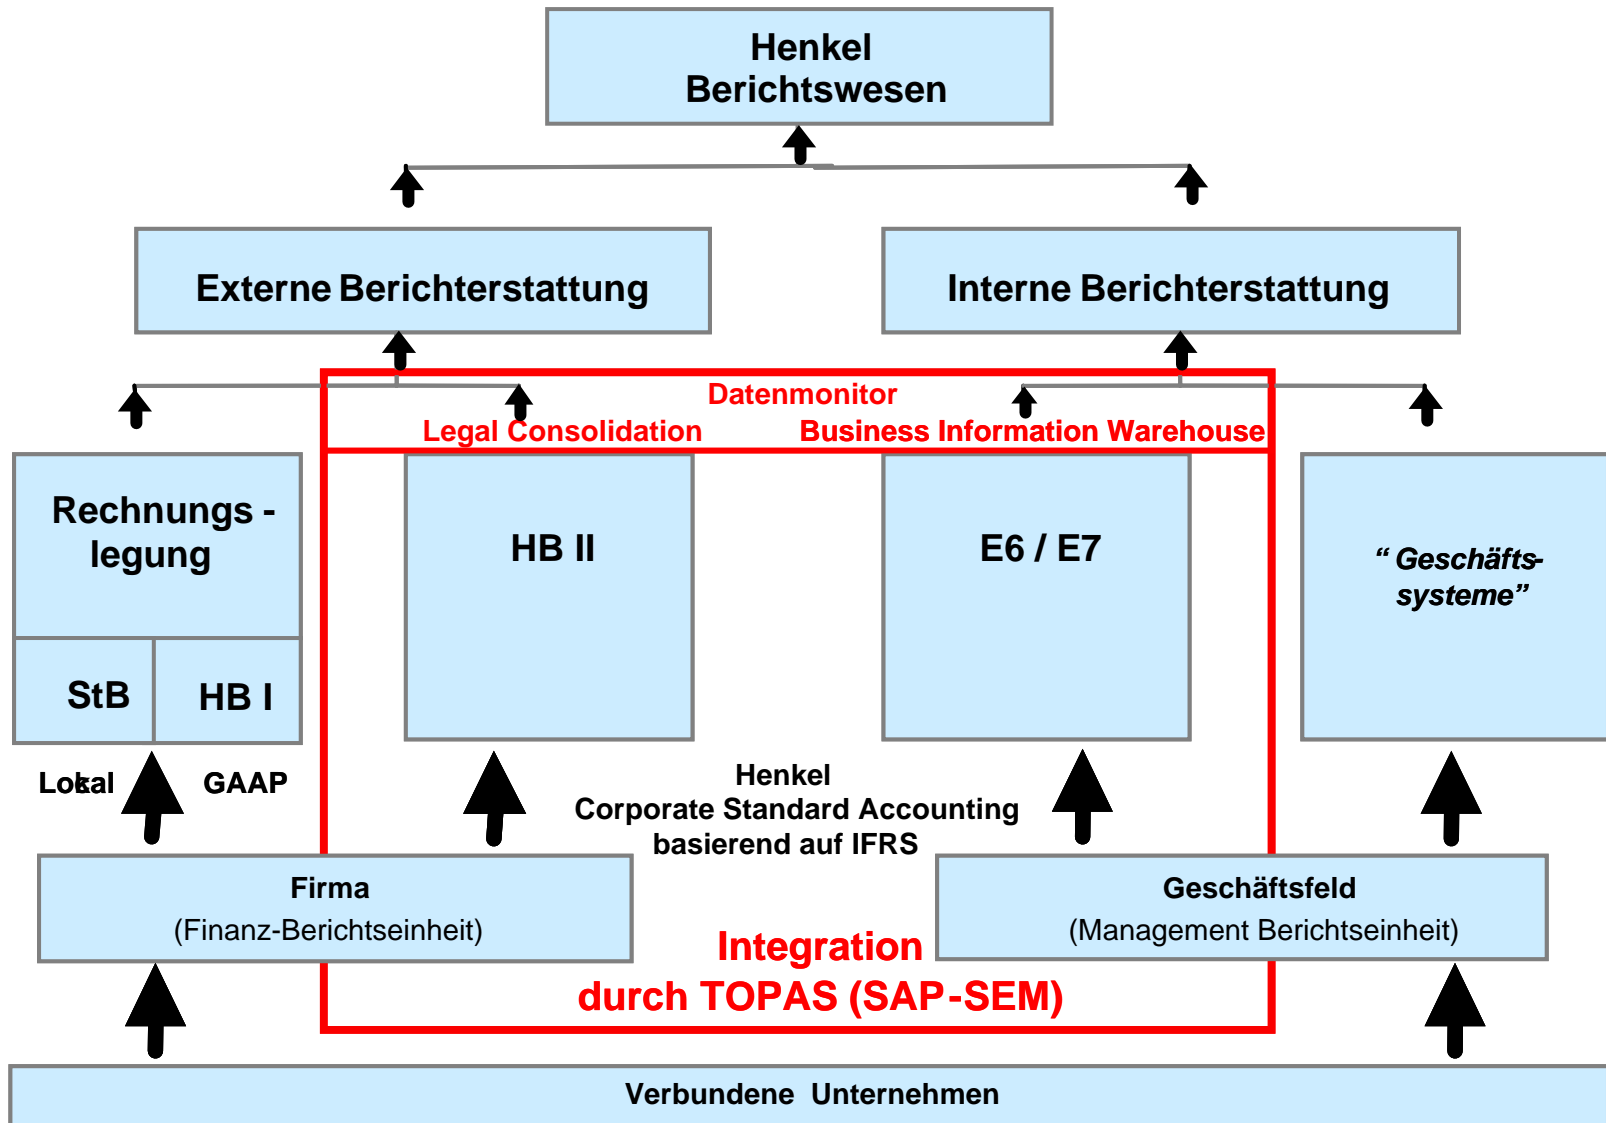 Henkel
Berichtswesen
Externe Berichterstattung
Interne Berichterstattung
Datenmonitor
Legal Consolidation
Business Information Warehouse
Rechnungs -
legung
HB II
E6 / E7
“ Geschäfts-
systeme”
StB
HB I
Lokal
GAAP
Henkel
Corporate Standard Accounting
basierend auf IFRS
Firma
(Finanz-Berichtseinheit)
Geschäftsfeld
(Management Berichtseinheit)
Integration
durch TOPAS (SAP-SEM)
Verbundene Unternehmen